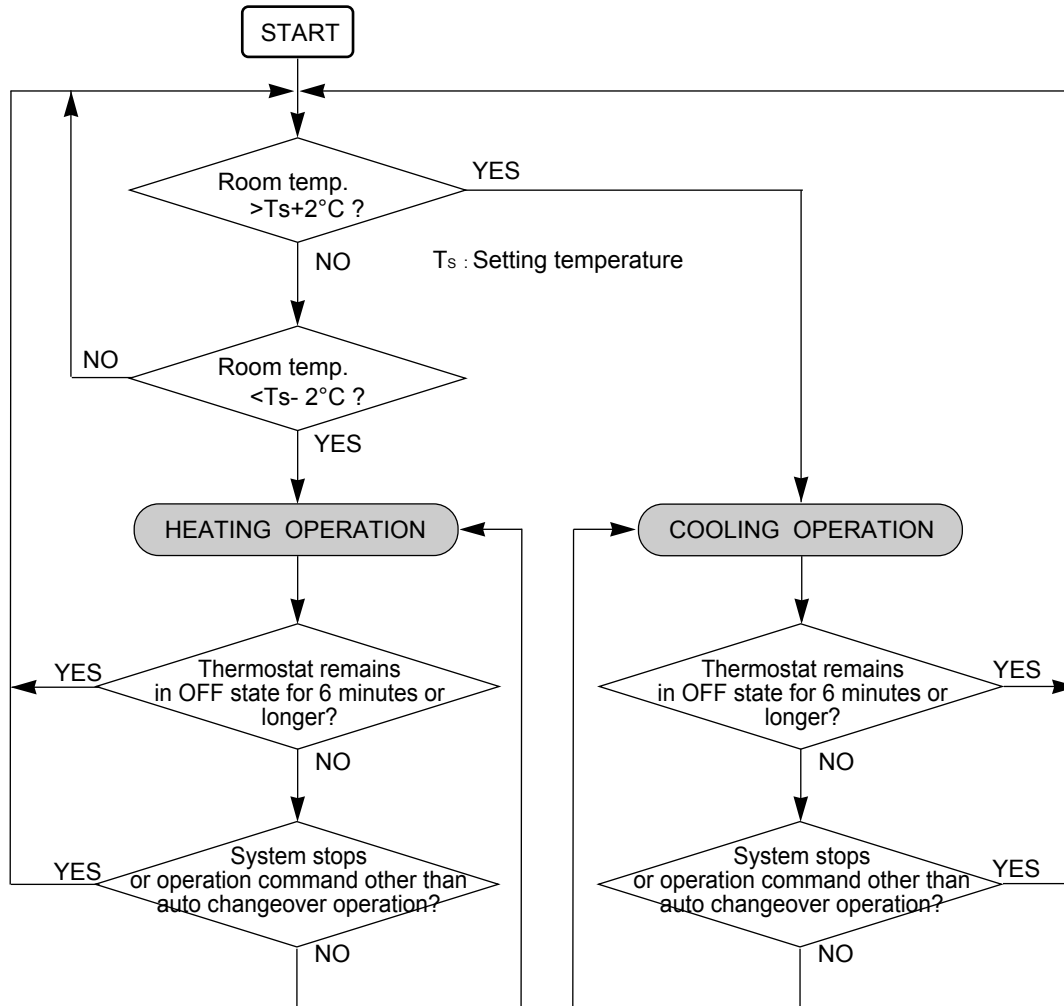 START
Room temp.
>Ts+2°C ?
YES
NO
Ts : Setting temperature
Room temp.
<Ts- 2°C ?
NO
YES
HEATING OPERATION
COOLING OPERATION
YES
Thermostat remains
in OFF state for 6 minutes or
longer?
NO
Thermostat remains
in OFF state for 6 minutes or
longer?
YES
NO
YES
System stops
or operation command other than
auto changeover operation?
NO
System stops
or operation command other than
auto changeover operation?
YES
NO